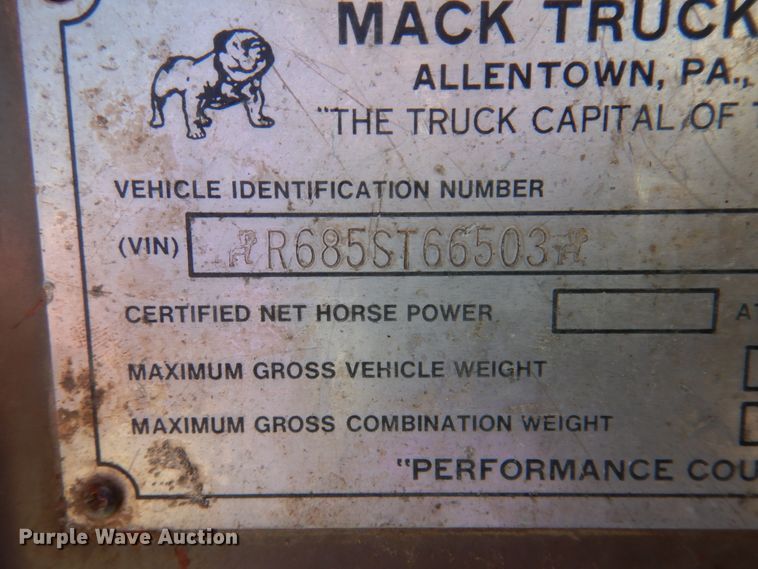 MACK TRUCK
ALLENTOWN, PA.,
"THE TRUCK CAPITAL OF T
VEHICLE IDENTIFICATION NUMBER
(VIN) R685ST66503
CERTIFIED NET HORSE POWER AT
MAXIMUM GROSS VEHICLE WEIGHT
MAXIMUM GROSS COMBINATION WEIGHT
"PERFORMANCE COU
Purple Wave Auction